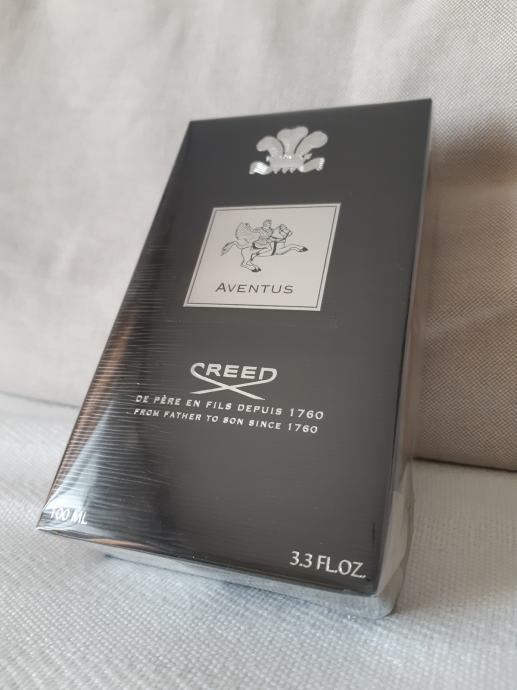 AVENTUS
CREED
DE PÈRE EN FILS DEPUIS 1760
FROM FATHER TO SON SINCE 1760
100 ML
3.3 FL.OZ.